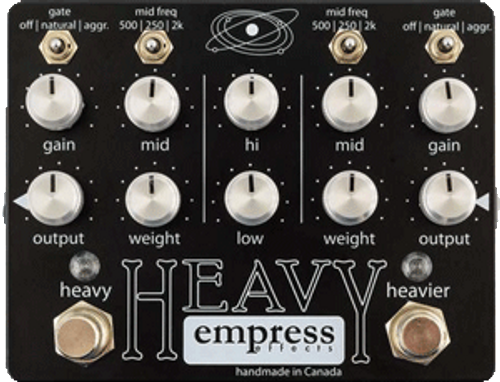 gate
off | natural | aggr.
mid freq
500 | 250 | 2k
mid freq
500 | 250 | 2k
gate
off | natural | aggr.
gain
mid
hi
mid
gain
output
weight
low
weight
output
heavy
HEAVY
heavier
empress
effects
handmade in Canada